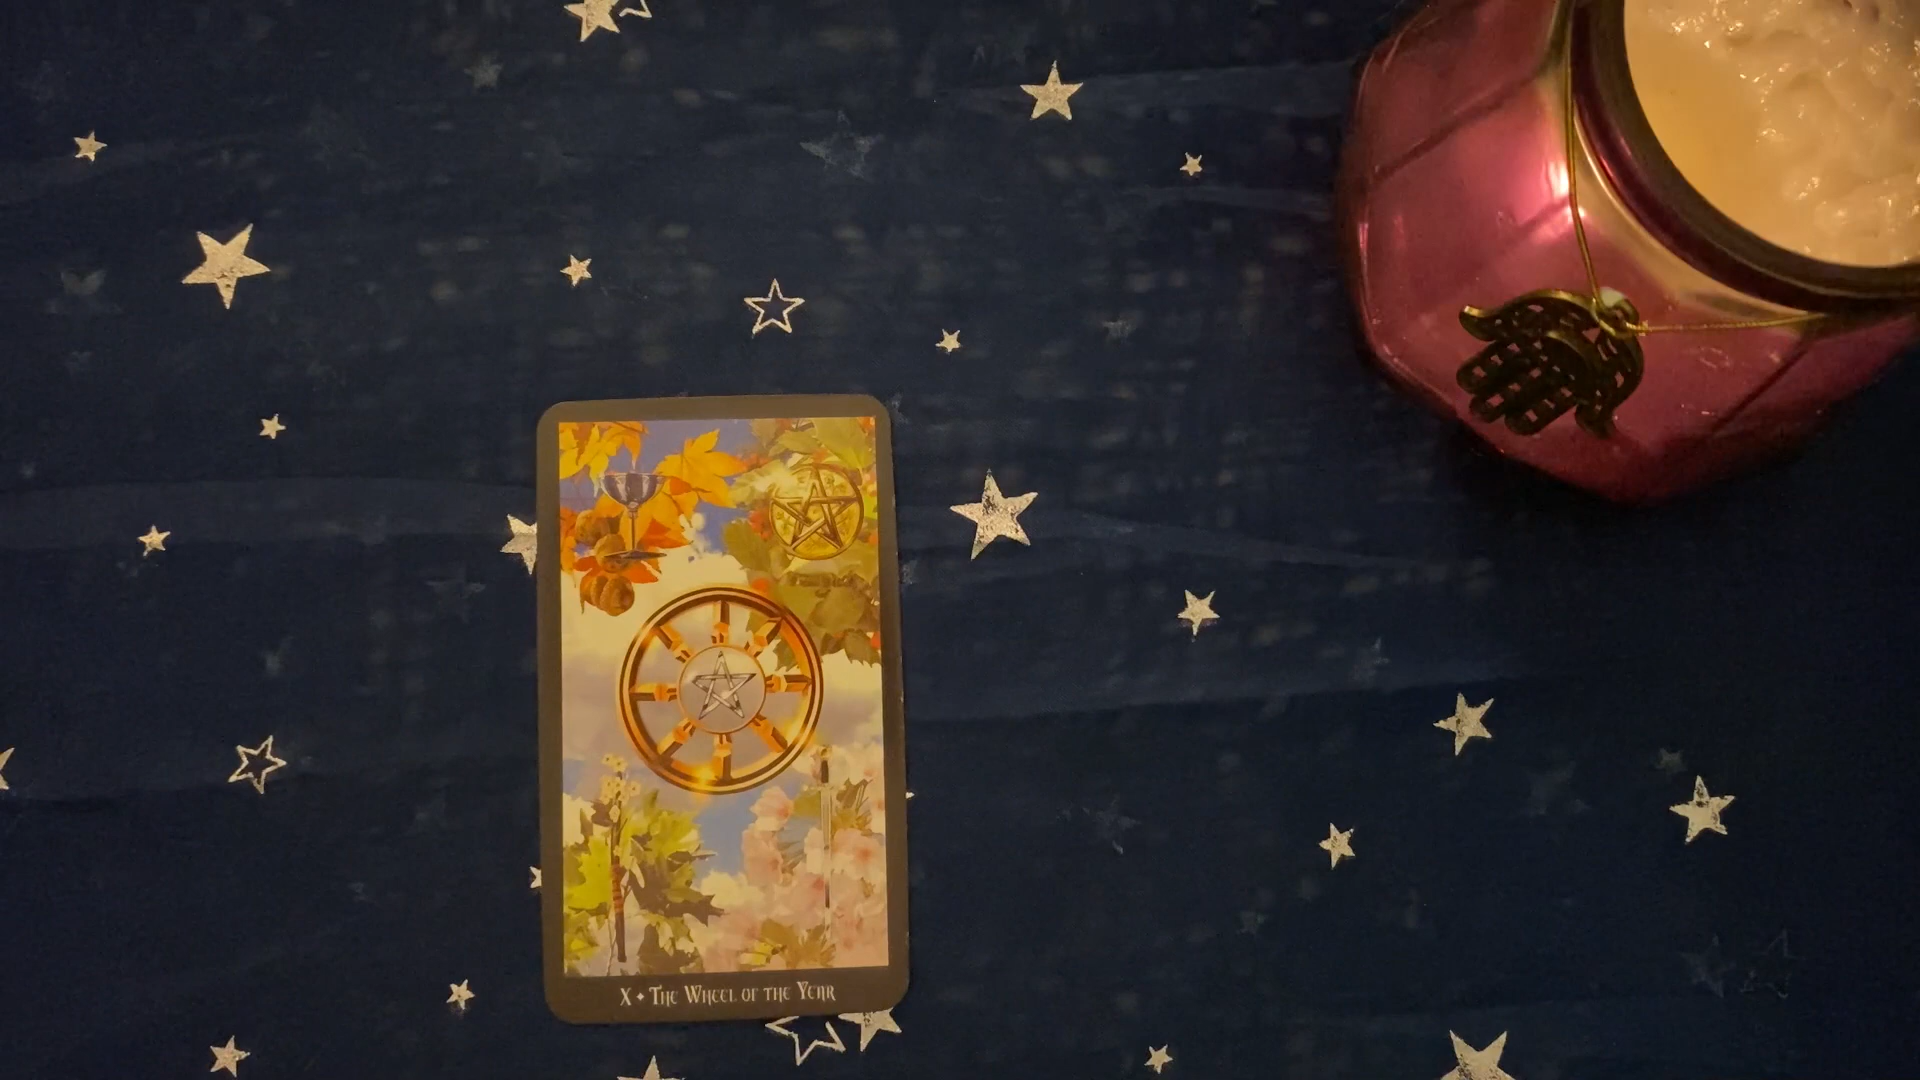 X ✦ The Wheel of the Year